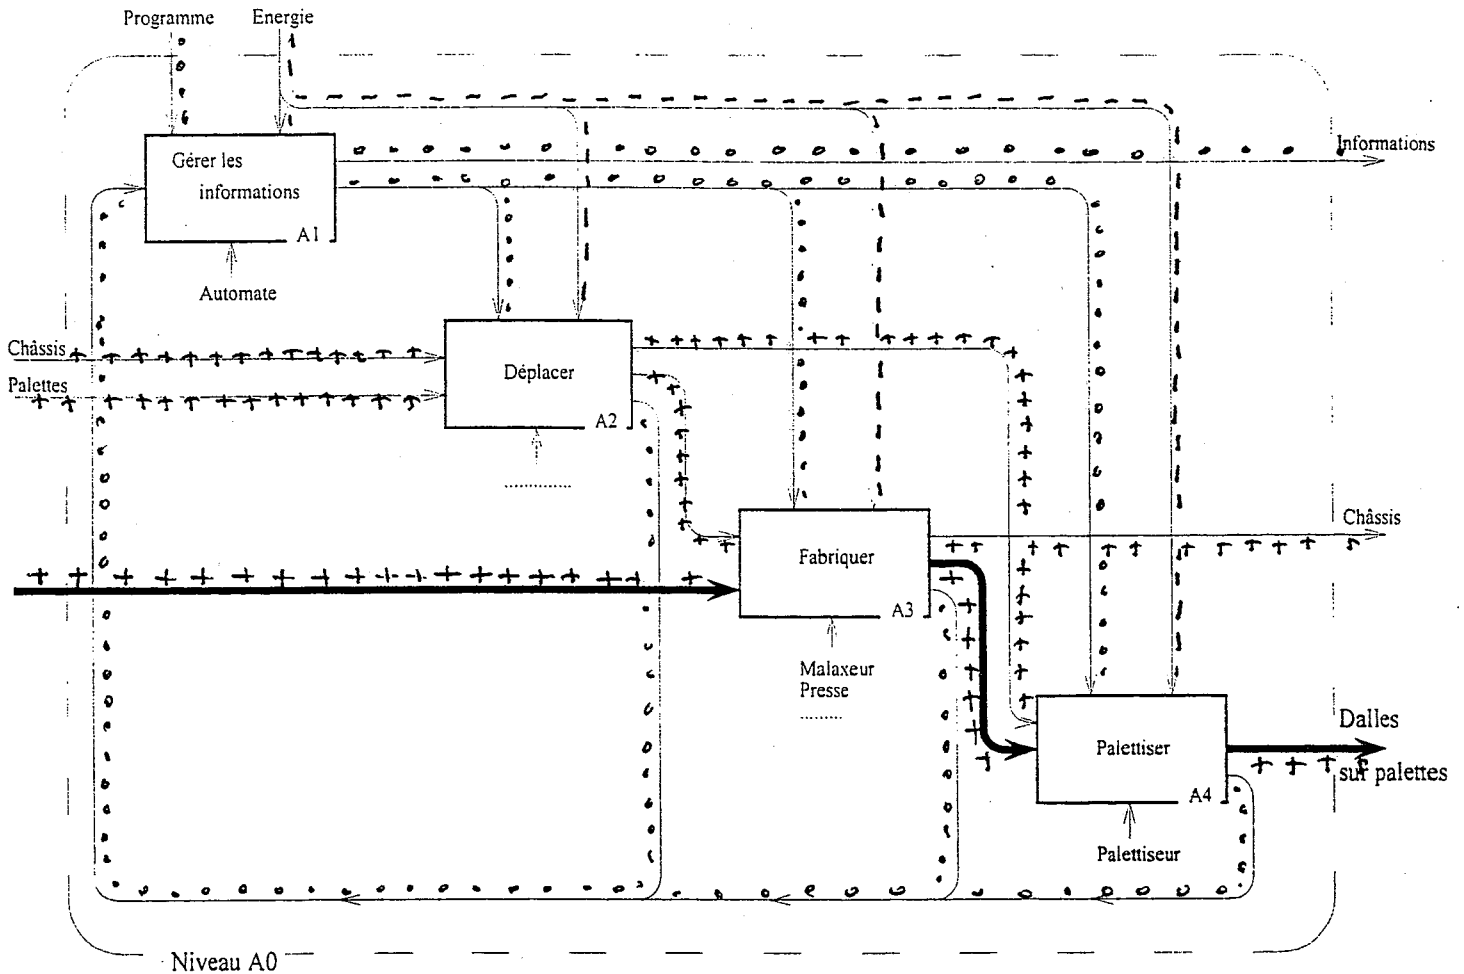 Programme
Energie
Gérer les
informations
A1
Informations
Automate
Châssis
Palettes
Déplacer
A2
..............
Châssis
Fabriquer
A3
Malaxeur
Presse
.........
Palettiser
A4
Dalles
sur palettes
Palettiseur
Niveau A0